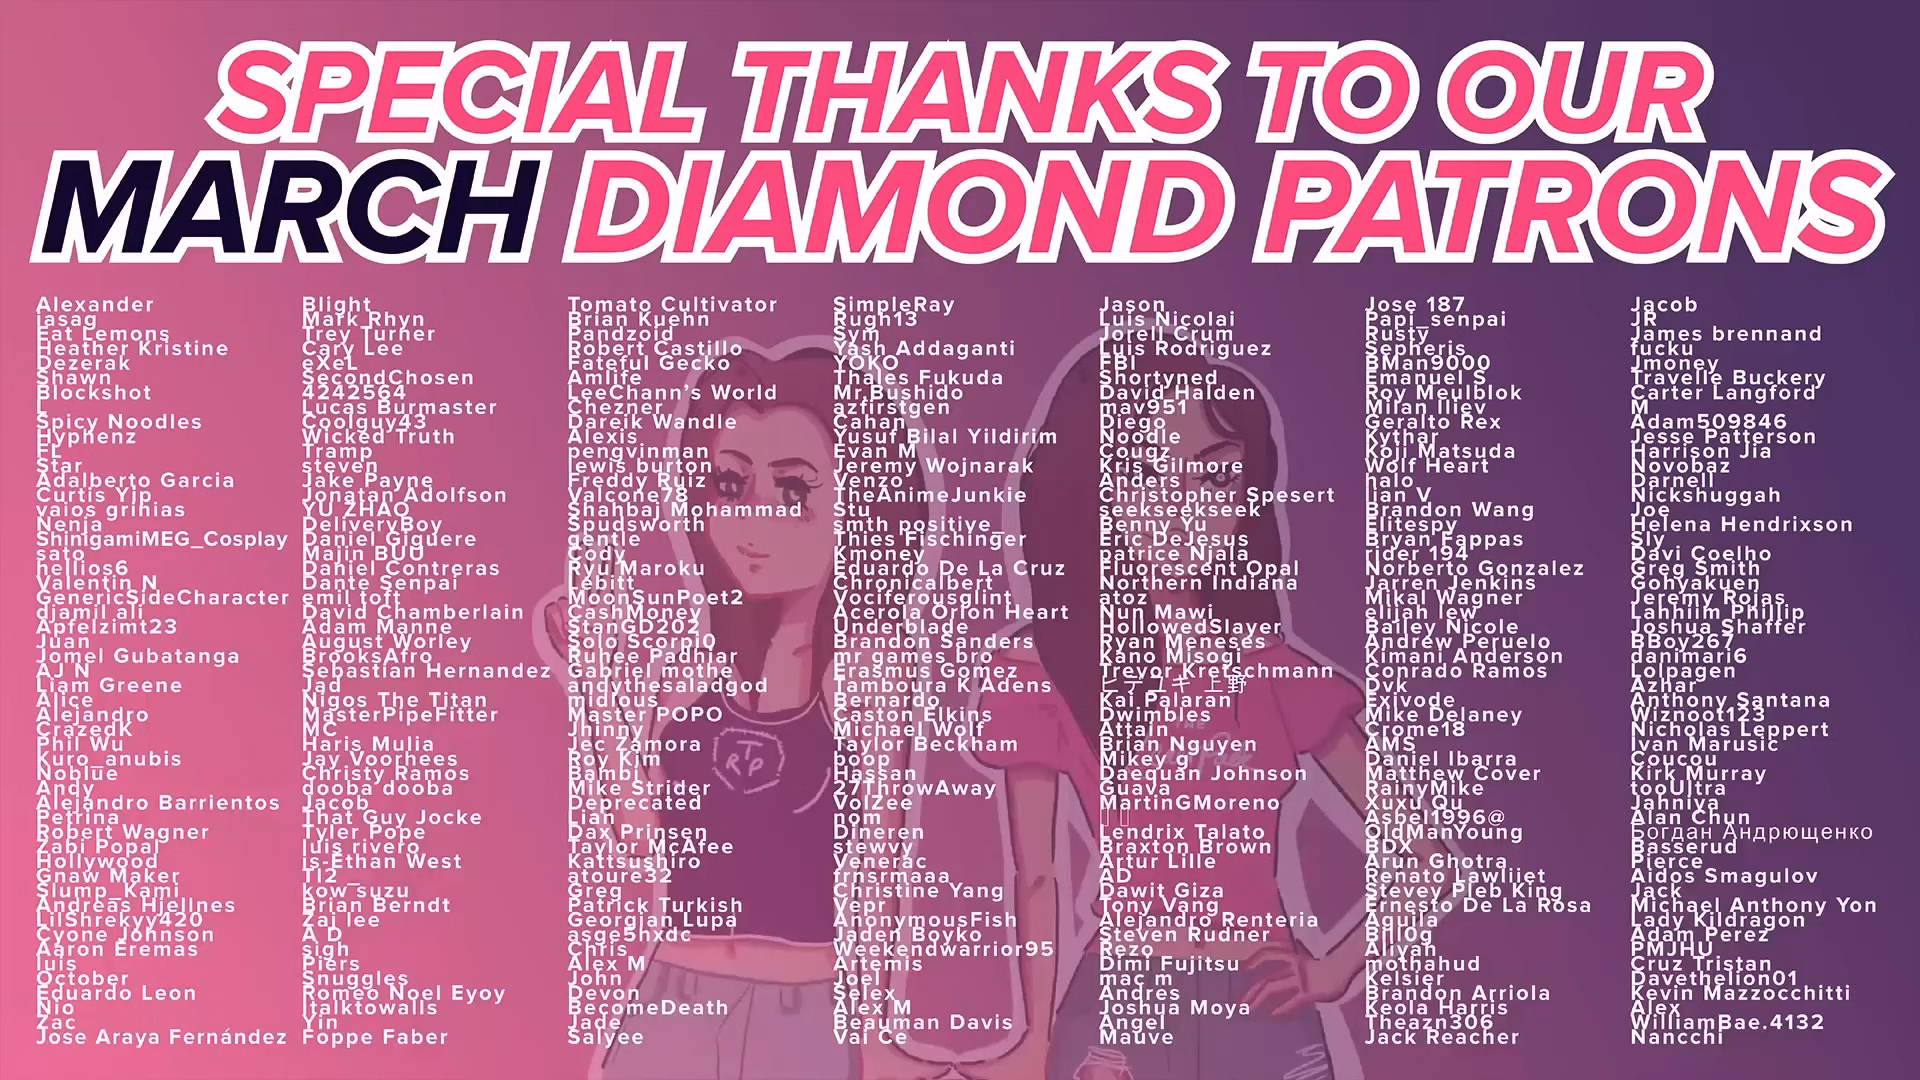 SPECIAL THANKS TO OUR
MARCH DIAMOND PATRONS
Alexander
jasag
Eat Lemons
Heather Kristine
Dezerak
Shawn
Blockshot
L
Spicy Noodles
Hyphenz
FL
Star
Adalberto Garcia
Curtis Yip
vaios grihias
Nenja
ShinigamiMEG_Cosplay
sato
hellios6
Valentin N
GenericSideCharacter
djamil ali
Apfelzimt23
Juan
Jomel Gubatanga
AJ N
Liam Greene
Alice
Alejandro
CrazedK
Phil Wu
Kuro_anubis
Noblue
Andy
Alejandro Barrientos
Petrina
Robert Wagner
Zabi Popal
Hollywood
Gnaw Maker
Slump_Kami
Andreas Hjellnes
LilShrekyy420
Cyone Johnson
Aaron Eremas
luis
October
Eduardo Leon
Nio
Zac
Jose Araya Fernández
Blight
Mark Rhyn
Trey Turner
Cary Lee
eXeL
SecondChosen
4242564
Lucas Burmaster
Coolguy43
Wicked Truth
Tramp
steven
Jake Payne
Jonatan Adolfson
YU ZHAO
DeliveryBoy
Daniel Giguere
Majin BUU
Daniel Contreras
Dante Senpai
emil toft
David Chamberlain
Adam Manne
August Worley
BrooksAfro
Sebastian Hernandez
Jad
Nigos The Titan
MasterPipeFitter
MC
Haris Mulia
Jay Voorhees
Christy Ramos
dooba dooba
Jacob
That Guy Jocke
Tyler Pope
luis rivero
is-Ethan West
TI2_
kow suzu
Brian Berndt
Zai lee
A D
sigh
Piers
Snuggles
Romeo Noel Eyoy
Italktowalls
Yin
Foppe Faber
Tomato Cultivator
Brian Kuehn
Pandzoid
Robert Castillo
Fateful Gecko
Amlife
LeeChann's World
Chezner
Dareik Wandle
Alexis
pengvinman
lewis burton
Freddy Ruiz
Valcone78
Shahbaj Mohammad
Spudsworth
gentle
Cody
Ryu Maroku
Lebitt
MoonSunPoet2
CashMoney
StanGD202
Solo Scorpi0
Ruhee Padhiar
Gabriel mothe
andythesaladgod
midious
Master POPO
Jhinny
Jec Zamora
Roy Kim
Bambi
Mike Strider
Deprecated
Lian
Dax Prinsen
Taylor McAfee
Kattsushiro
atoure32
Greg
Patrick Turkish
Georgian Lupa
asge5hxdc
Chris
Alex M
John
Devon
BecomeDeath
Jade
Salyee
SimpleRay
Rugh13
Sym
Yash Addaganti
YOKO
Thales Fukuda
Mr.Bushido
azfirstgen
Cahan
Yusuf Bilal Yildirim
Evan M
Jeremy Wojnarak
Venzo
TheAnimeJunkie
Stu
smth positive_
Thies Fischinger
Kmoney
Eduardo De La Cruz
Chronicalbert
Vociferousglint
Acerola Orion Heart
Underblade
Brandon Sanders
mr games_bro
Erasmus Gomez
Tamboura K Adens
Bernardo
Caston Elkins
Michael Wolf
Taylor Beckham
poop
Hassan
27ThrowAway
VolZee
nom
Dineren
stewvy
Venerac
frnsrmaaa_
Christine Yang
Vepr
AnonymousFish
Jaden Boyko
Weekendwarrior95
Artemis
Joel
Selex
Alex M
Beauman Davis
Vai Ce
Jason
Luis Nicolai
Jorell Crum
Luis Rodriguez
FBI
Shortyned
David Halden
mav951
Diego
Noodle
Cougz
Kris Gilmore
Anders
Christopher Spesert
seekseekseek
Benny Yu
Eric DeJesus
patrice Njala
Fluorescent Opal
Northern Indiana
atoz
Nun Mawi
HollowedSlayer
Ryan Meneses
Kano Misogi
Trevor Kretschmann
ヒデユキ 上野
Kai Palaran
Dwimbles
Attain
Brian Nguyen
Mikey g
Daequan Johnson
Guava
MartinGMoreno
Lendrix Talato
Braxton Brown
Artur Lille
AD
Dawit Giza
Tony Vang
Alejandro Renteria
Steven Rudner
Rezo
Dimi Fujitsu
mac m
Andres
Joshua Moya
Angel
Mauve
Jose 187
Papi_senpai
Rusty
Sepheris
BMan9000
Emanuel S
Roy Meulblok
Milan Iliev
Geralto Rex
Kythar
Koji Matsuda
Wolf Heart
halo
Jian V
Brandon Wang
Elitespy
Bryan Fappas
rider 194
Norberto Gonzalez
Jarren Jenkins
Mikal Wagner
elijah lew
Bailey Nicole
Andrew Peruelo
Kimani Anderson
Conrado Ramos
Dyk
Exivode
Mike Delaney
Crome18
AMS
Daniel Ibarra
Matthew Cover
RainyMike
Xuxu Qu
Asbel1996@
OldManYoung
BDX
Arun Ghotra
Renato Lawlijet
Stevey Pleb King
Ernesto De La Rosa
Aquila
Bill0g
Aliyah
mothahud
Kelsier
Brandon Arriola
Keola Harris
Theazn306
Jack Reacher
Jacob
JR
James brennand
fucku
Jmoney
Travelle Buckery
Carter Langford
M
Adam509846
Jesse Patterson
Harrison Jia
Novobaz
Darnell
Nickshuggah
Joe
Helena Hendrixson
Sly
Davi Coelho
Greg Smith
Gohvakuen
Jeremy Rojas
Lahhilm Phillip
Joshua Shaffer
BBoy267
danimari6
Lolpagen
Azhar
Anthony Santana
Wiznoot123
Nicholas Leppert
Ivan Marusic
Coucou
Kirk Murray
tooUltra
Jahniya
Alan Chun
Богдан Андрющенко
Basserud
Pierce
Aidos Smagulov
Jack
Michael Anthony Yon
Lady Kildragon
Adam Perez
PMJHU
Cruz Tristan
Davethelion01
Kevin Mazzocchitti
Alex
WilliamBae.4132
Nancchi
T
RP